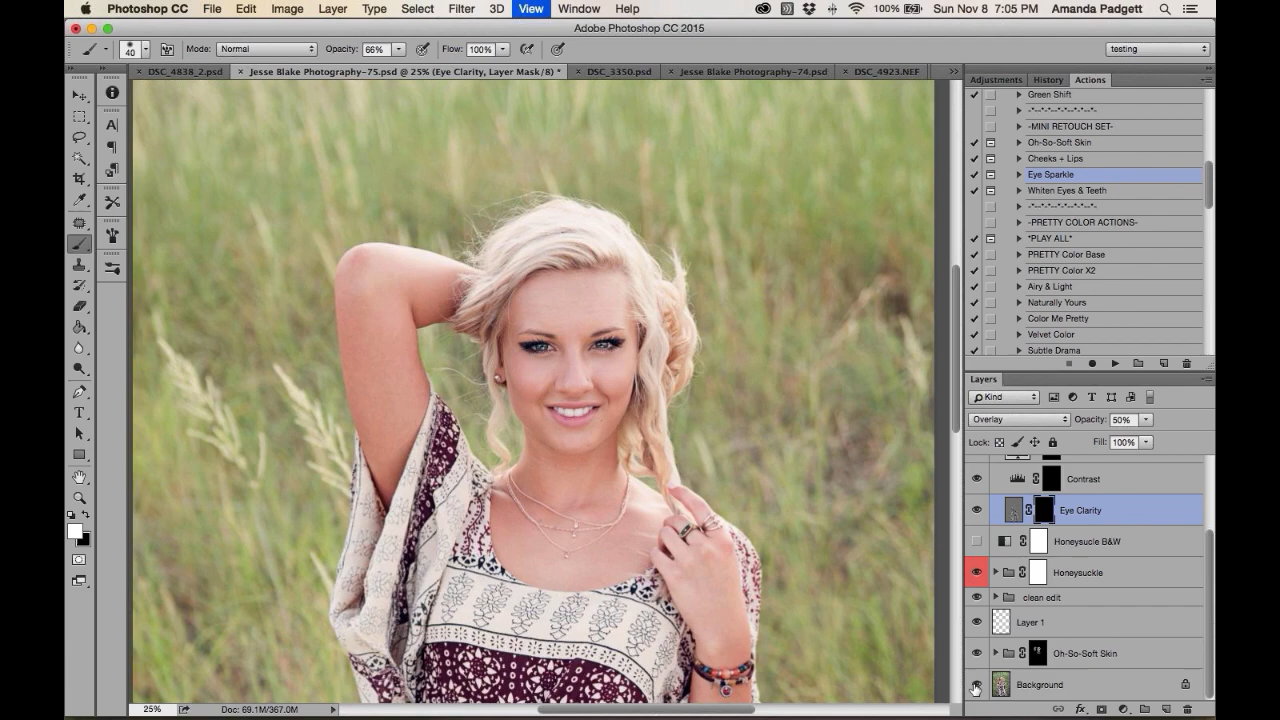 Photoshop CC File Edit Image Layer Type Select Filter 3D View Window Help 100% Sun Nov 8 7:05 PM Amanda Padgett
Adobe Photoshop CC 2015
40 Mode: Normal Opacity: 66% Flow: 100% testing
× DSC_4838_2.psd × Jesse Blake Photography-75.psd @ 25% (Eye Clarity, Layer Mask/8) * × DSC_3350.psd × Jesse Blake Photography-74.psd × DSC_4923.NEF >>
Adjustments History Actions
Green Shift
-*--*-*--*-*--*-*--*-
-MINI RETOUCH SET-
Oh-So-Soft Skin
Cheeks + Lips
Eye Sparkle
Whiten Eyes & Teeth
-*--*-*--*-*--*-*--*-
-PRETTY COLOR ACTIONS-
*PLAY ALL*
PRETTY Color Base
PRETTY Color X2
Airy & Light
Naturally Yours
Color Me Pretty
Velvet Color
Subtle Drama
Layers
Kind
Overlay Opacity: 50%
Lock: Fill: 100%
Contrast
Eye Clarity
Honeysucle B&W
Honeysuckle
clean edit
Layer 1
Oh-So-Soft Skin
Background
25% Doc: 69.1M/367.0M